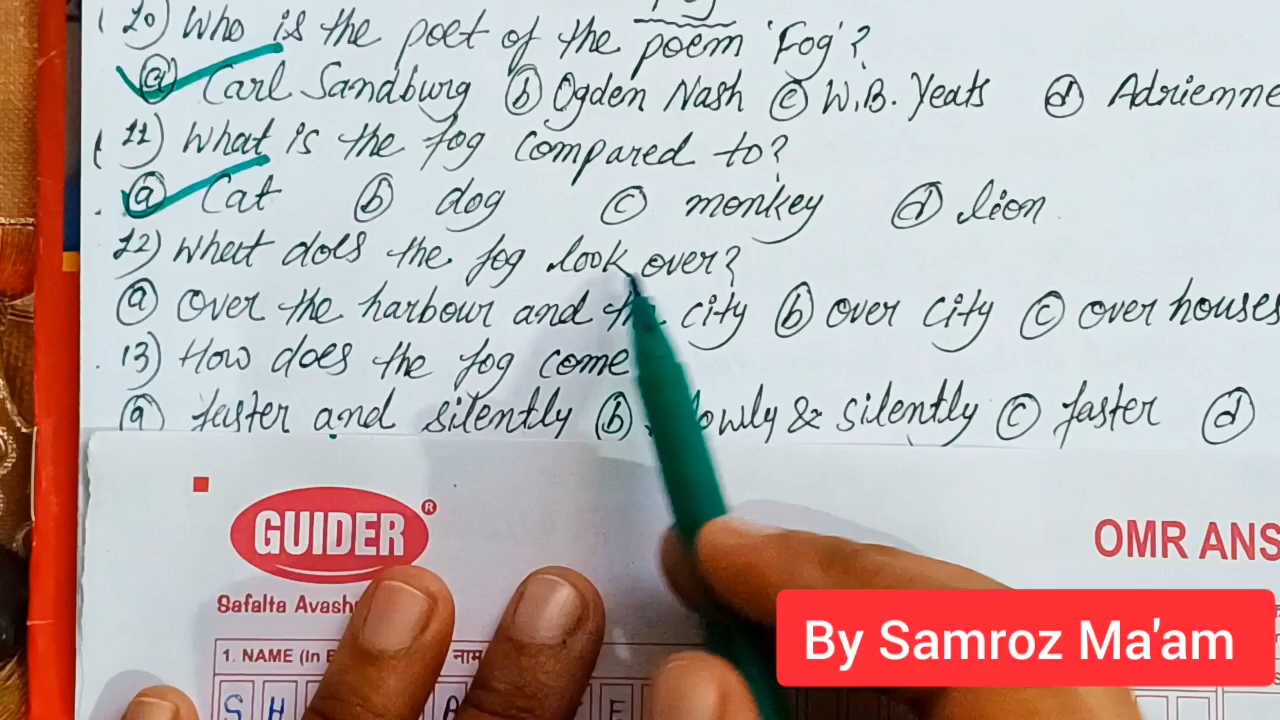 10) Who is the poet of the poem 'Fog'?
ⓐ Carl Sandburg ⓑ Ogden Nash ⓒ W.B. Yeats ⓓ Adrienne
11) What is the fog compared to?
ⓐ Cat ⓑ dog ⓒ monkey ⓓ lion
12) What does the fog look over?
ⓐ over the harbour and the city ⓑ over city ⓒ over houses
13) How does the fog come
ⓐ faster and silently ⓑ slowly & silently ⓒ faster ⓓ
GUIDER®
OMR ANS
Safalta Avash
1. NAME (In E नाम
S H A E
By Samroz Ma'am